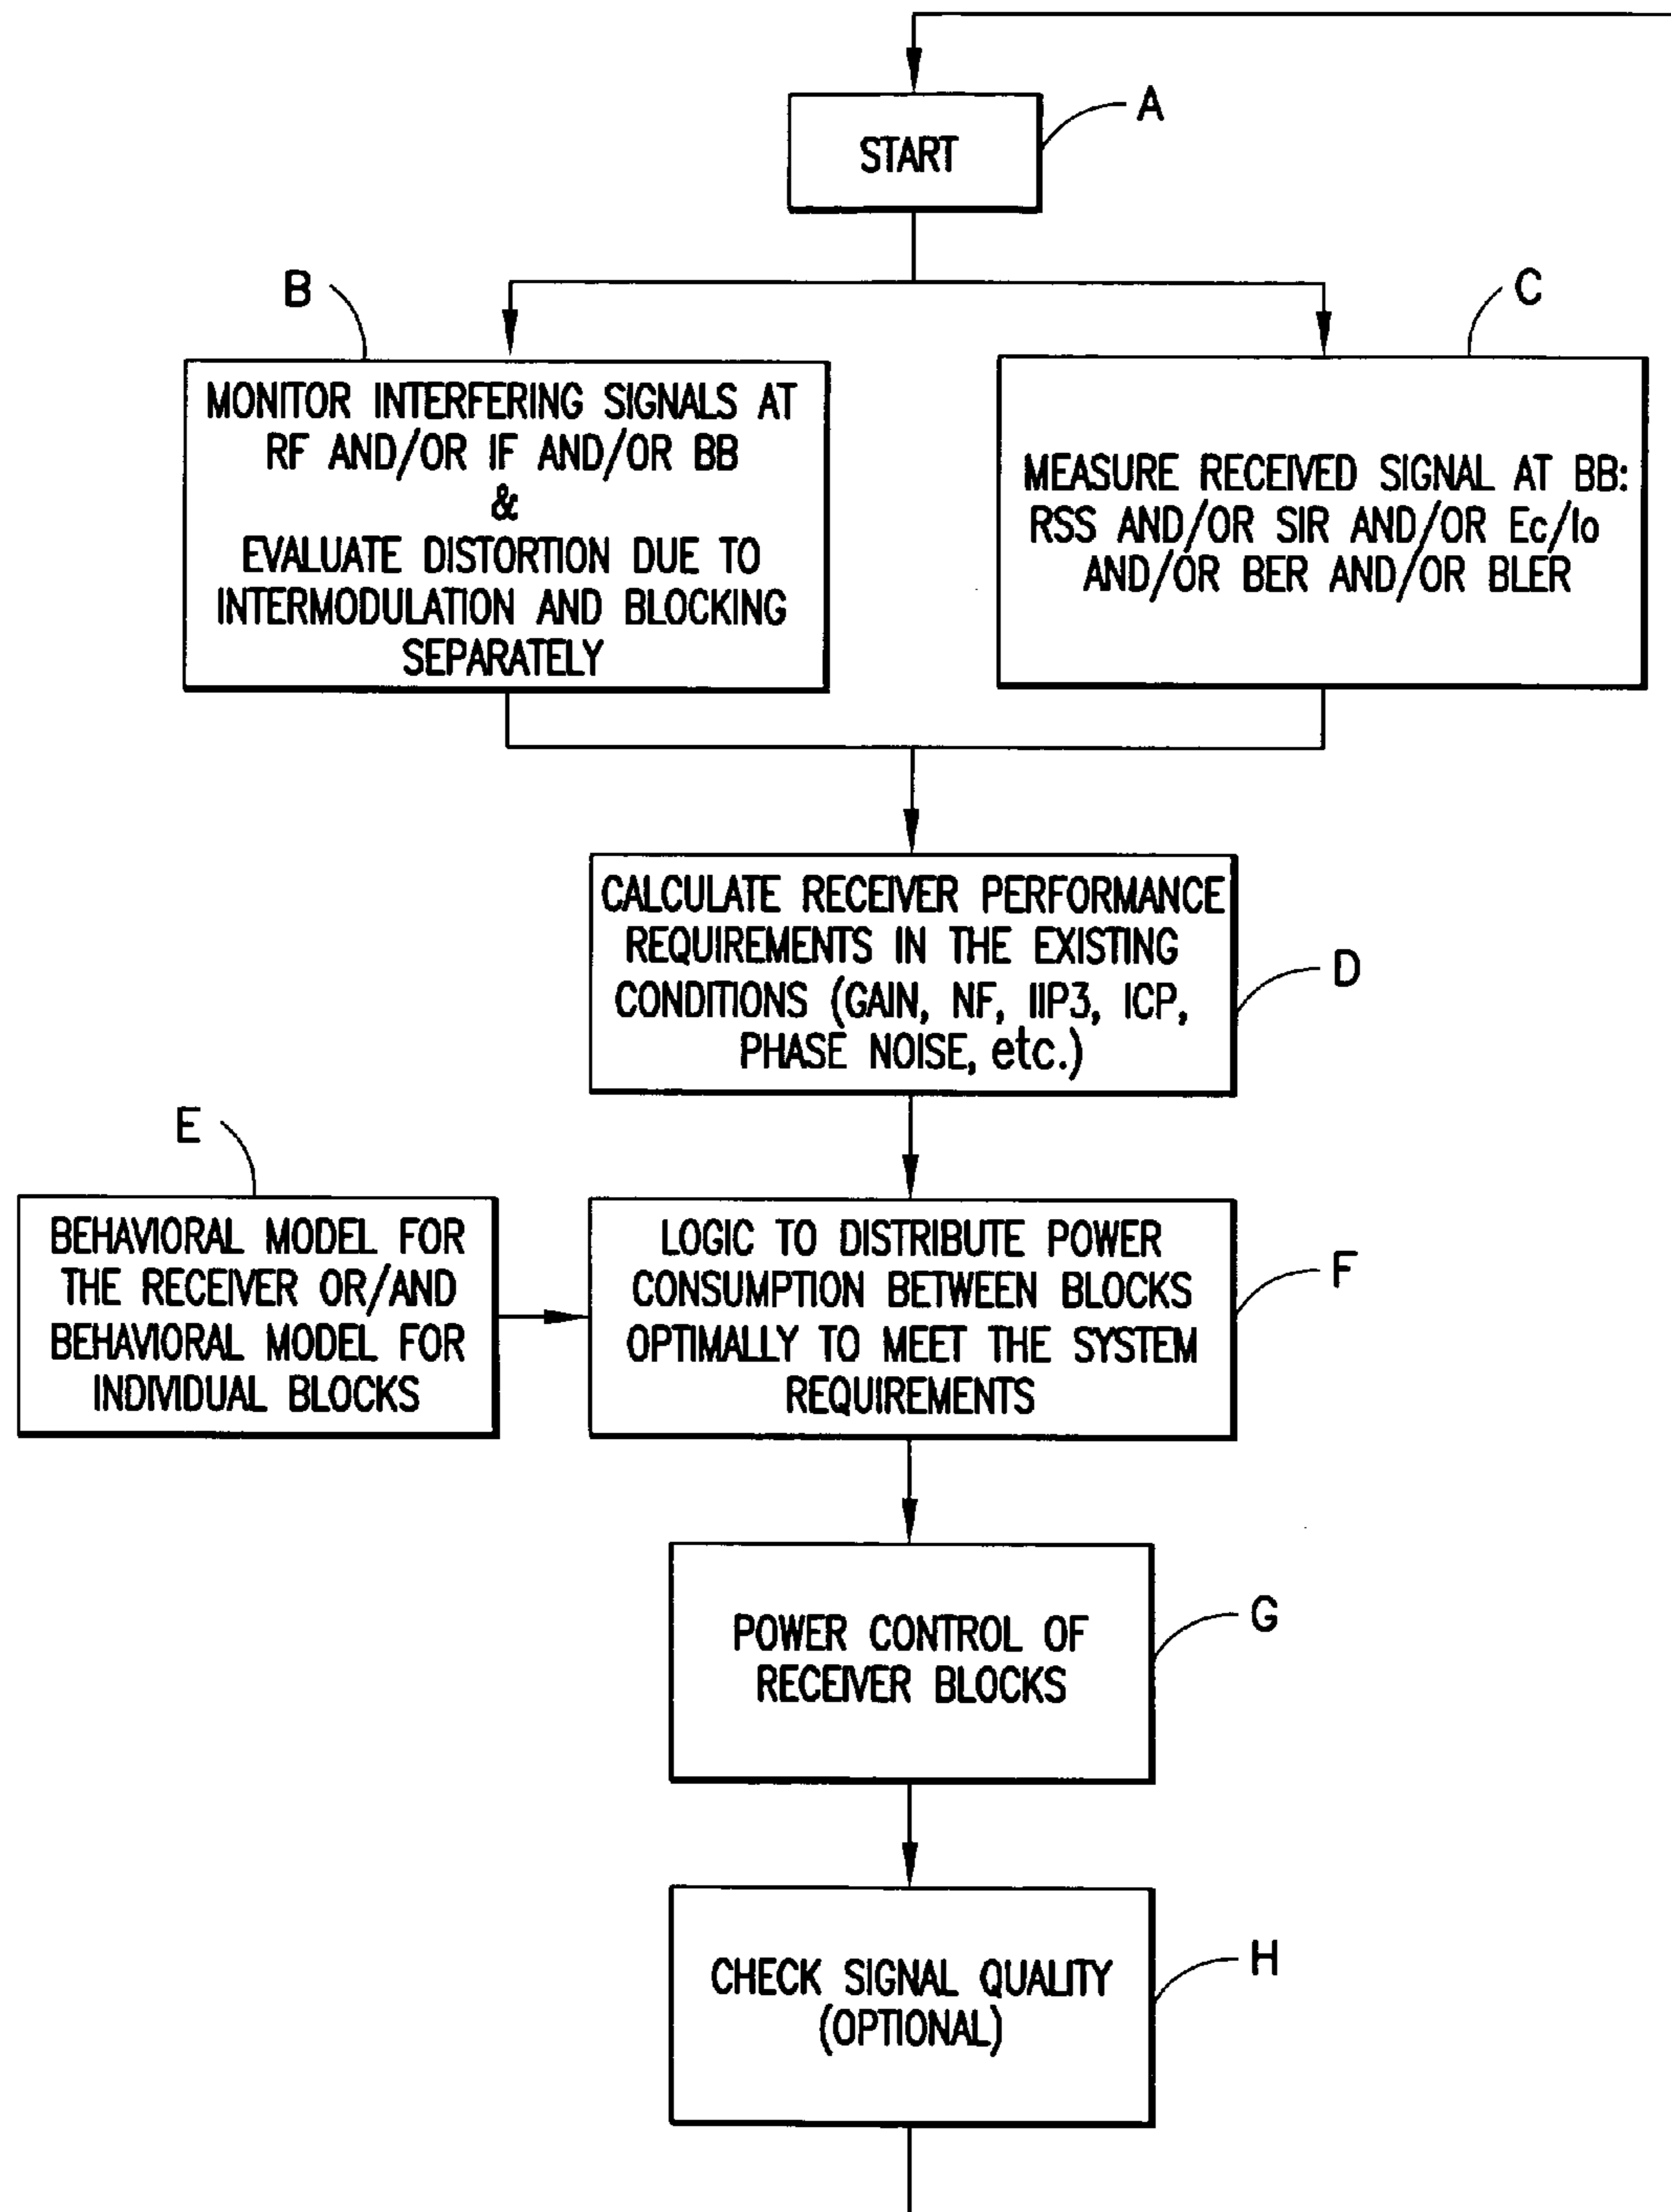 START
A
B
C
MONITOR INTERFERING SIGNALS AT
RF AND/OR IF AND/OR BB
&
EVALUATE DISTORTION DUE TO
INTERMODULATION AND BLOCKING
SEPARATELY
MEASURE RECEIVED SIGNAL AT BB:
RSS AND/OR SIR AND/OR Ec/Io
AND/OR BER AND/OR BLER
CALCULATE RECEIVER PERFORMANCE
REQUIREMENTS IN THE EXISTING
CONDITIONS (GAIN, NF, IIP3, ICP,
PHASE NOISE, etc.)
D
E
BEHAVIORAL MODEL FOR
THE RECEIVER OR/AND
BEHAVIORAL MODEL FOR
INDIVIDUAL BLOCKS
LOGIC TO DISTRIBUTE POWER
CONSUMPTION BETWEEN BLOCKS
OPTIMALLY TO MEET THE SYSTEM
REQUIREMENTS
F
POWER CONTROL OF
RECEIVER BLOCKS
G
CHECK SIGNAL QUALITY
(OPTIONAL)
H